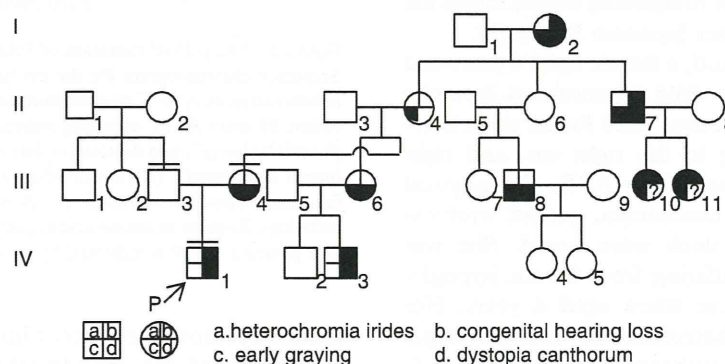 I
1 2
II
1 2 3 4 5 6 7
III
1 2 3 4 5 6 7 8 9 ? 10 ? 11
IV
1 2 3 4 5
P
a b a b a.heterochromia irides b. congenital hearing loss
c d c d c. early graying d. dystopia canthorum